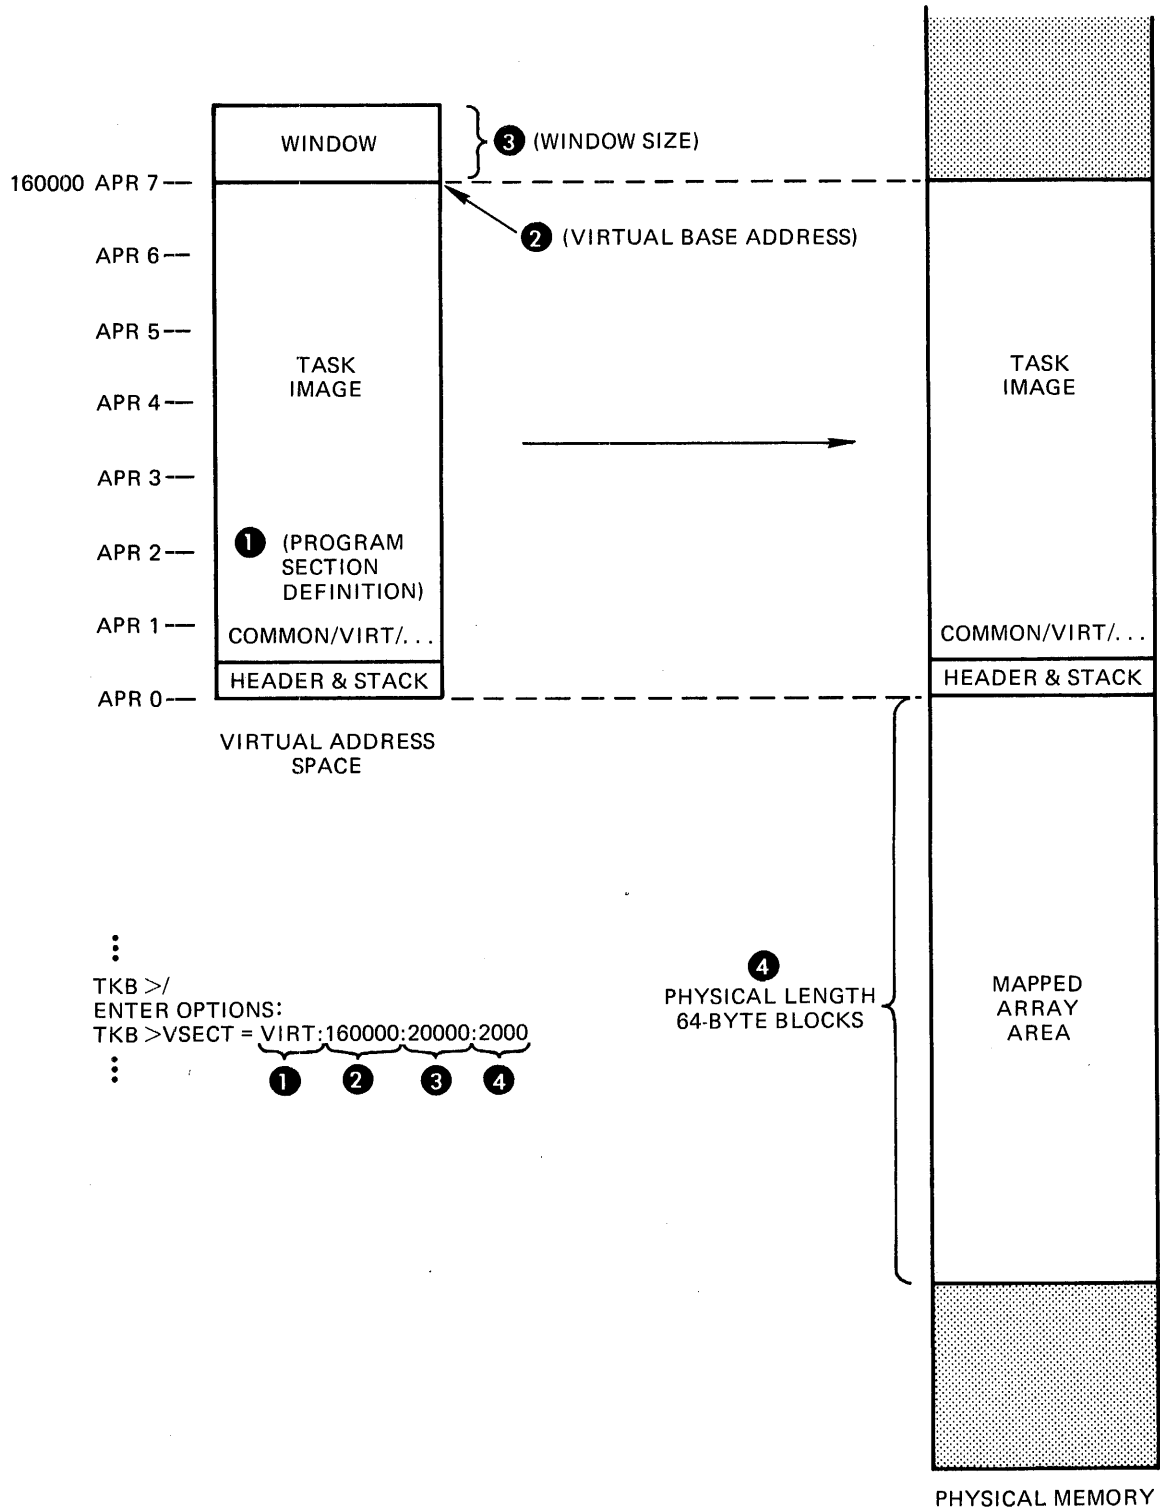 WINDOW
3 (WINDOW SIZE)
160000 APR 7
2 (VIRTUAL BASE ADDRESS)
APR 6
APR 5
TASK
IMAGE
TASK
IMAGE
APR 4
APR 3
1 (PROGRAM
SECTION
DEFINITION)
APR 2
APR 1
COMMON/VIRT/...
COMMON/VIRT/...
HEADER & STACK
HEADER & STACK
APR 0
VIRTUAL ADDRESS
SPACE
TKB >/
ENTER OPTIONS:
TKB >VSECT = VIRT:160000:20000:2000
1 2 3 4
4
PHYSICAL LENGTH
64-BYTE BLOCKS
MAPPED
ARRAY
AREA
PHYSICAL MEMORY